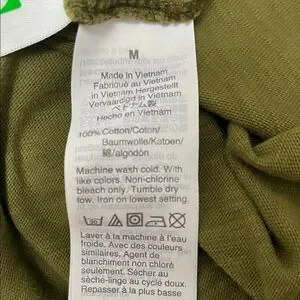 M
Made in Vietnam
Fabriqué au Vietnam
in Vietnam Hergestellt
Vervaardigd in Vietnam
ベトナム製
Hecho en Vietnam
100% Cotton/Coton/
Baumwolle/Katoen/
綿/algodón
Machine wash cold. With
like colors. Non-chlorine
bleach only. Tumble dry
low. Iron on lowest setting.
Laver à la machine à l'eau
froide. Avec des couleurs
similaires. Agent de
blanchiment non chloré
seulement. Sécher au
sèche-linge au cycle doux.
Repasser à la plus basse